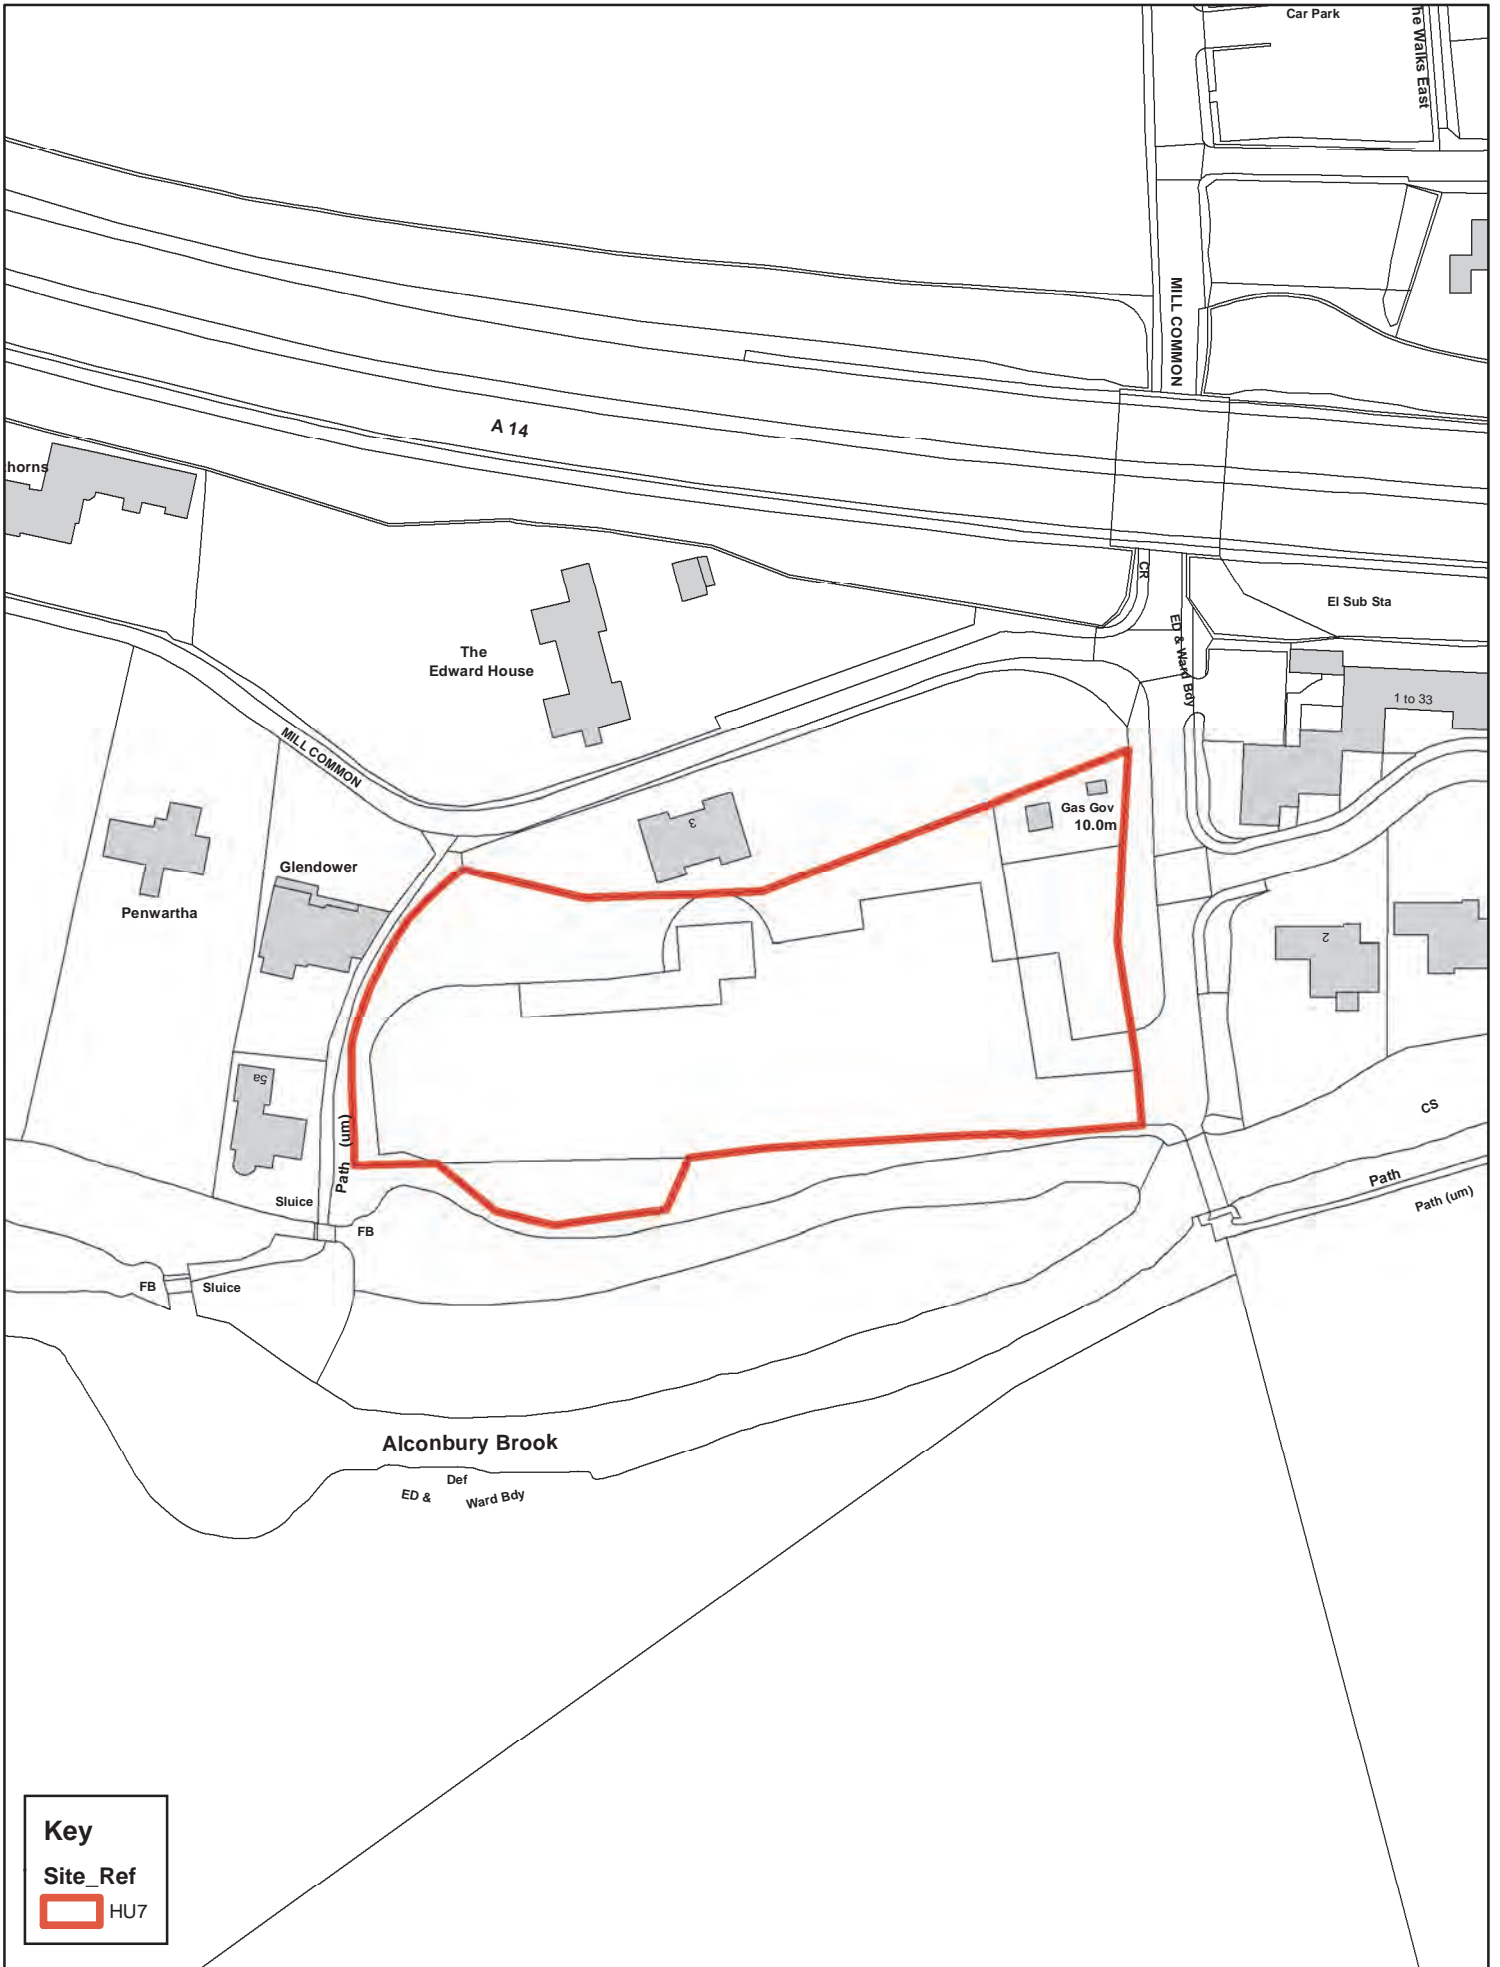 Car Park
he Walks East
MILL COMMON
A 14
thorns
CR
El Sub Sta
ED & Ward Bdy
The
Edward House
1 to 33
MILL COMMON
Gas Gov
10.0m
3
Glendower
Penwartha
2
5a
CS
Path (um)
Path
Path (um)
Sluice
FB
FB
Sluice
Alconbury Brook
Def
ED & Ward Bdy
Key
Site_Ref
HU7